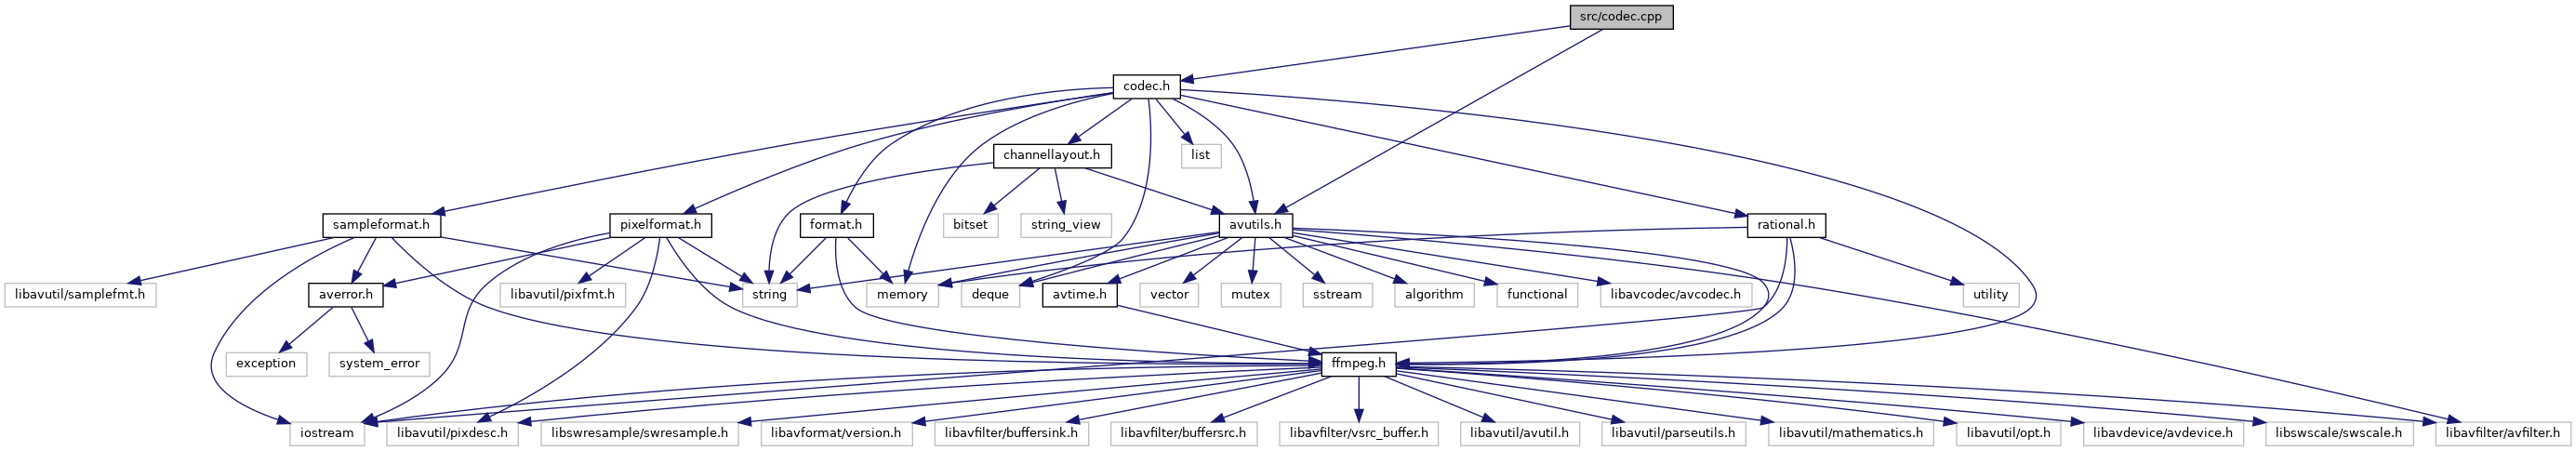 src/codec.cpp
codec.h
channellayout.h
list
sampleformat.h
pixelformat.h
format.h
bitset
string_view
avutils.h
rational.h
libavutil/samplefmt.h
averror.h
libavutil/pixfmt.h
string
memory
deque
avtime.h
vector
mutex
sstream
algorithm
functional
libavcodec/avcodec.h
utility
exception
system_error
ffmpeg.h
iostream
libavutil/pixdesc.h
libswresample/swresample.h
libavformat/version.h
libavfilter/buffersink.h
libavfilter/buffersrc.h
libavfilter/vsrc_buffer.h
libavutil/avutil.h
libavutil/parseutils.h
libavutil/mathematics.h
libavutil/opt.h
libavdevice/avdevice.h
libswscale/swscale.h
libavfilter/avfilter.h